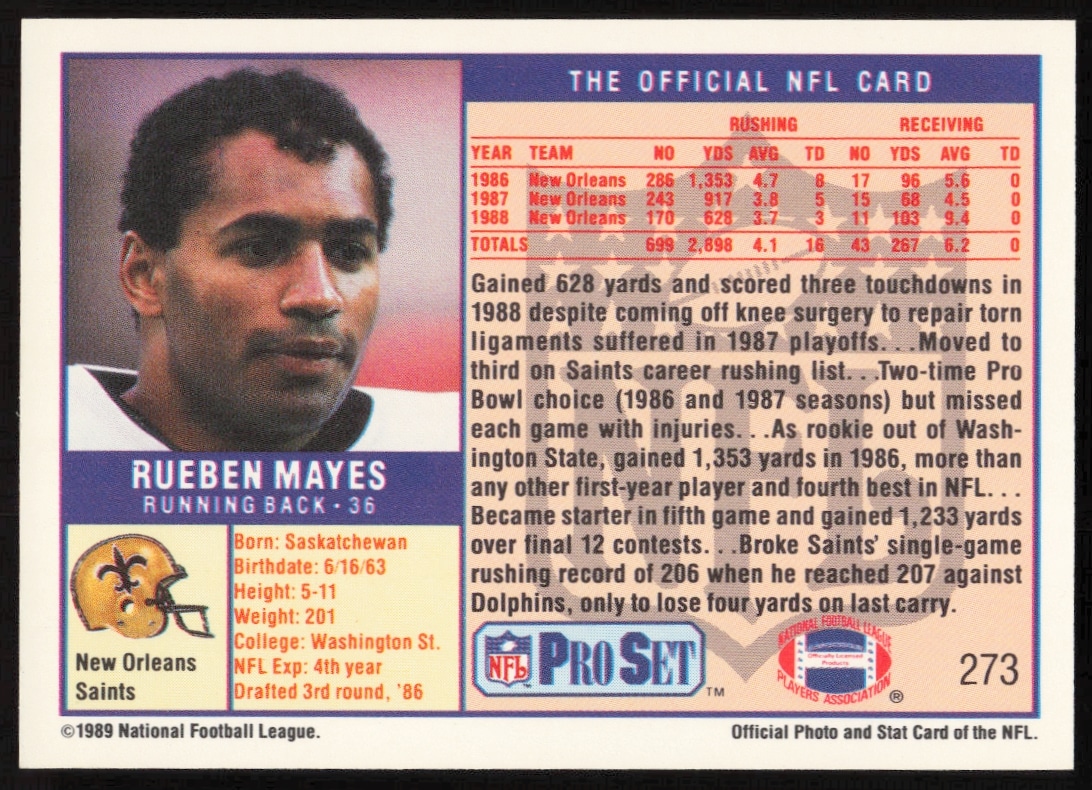 THE OFFICIAL NFL CARD
RUSHING RECEIVING
YEAR TEAM NO YDS AVG TD NO YDS AVG TD
1986 New Orleans 286 1,353 4.7 8 17 96 5.6 0
1987 New Orleans 243 917 3.8 5 15 68 4.5 0
1988 New Orleans 170 628 3.7 3 11 103 9.4 0
TOTALS 699 2,898 4.1 16 43 267 6.2 0
Gained 628 yards and scored three touchdowns in
1988 despite coming off knee surgery to repair torn
ligaments suffered in 1987 playoffs. . .Moved to
third on Saints career rushing list. . .Two-time Pro
Bowl choice (1986 and 1987 seasons) but missed
each game with injuries. . .As rookie out of Wash-
ington State, gained 1,353 yards in 1986, more than
any other first-year player and fourth best in NFL. . .
Became starter in fifth game and gained 1,233 yards
over final 12 contests. . .Broke Saints' single-game
rushing record of 206 when he reached 207 against
Dolphins, only to lose four yards on last carry.
RUEBEN MAYES
RUNNING BACK • 36
Born: Saskatchewan
Birthdate: 6/16/63
Height: 5-11
Weight: 201
College: Washington St.
NFL Exp: 4th year
Drafted 3rd round, '86
New Orleans
Saints
NFL PRO SET TM
NATIONAL FOOTBALL LEAGUE
Officially Licensed
Products
PLAYERS ASSOCIATION ®
273
©1989 National Football League.
Official Photo and Stat Card of the NFL.
NFL